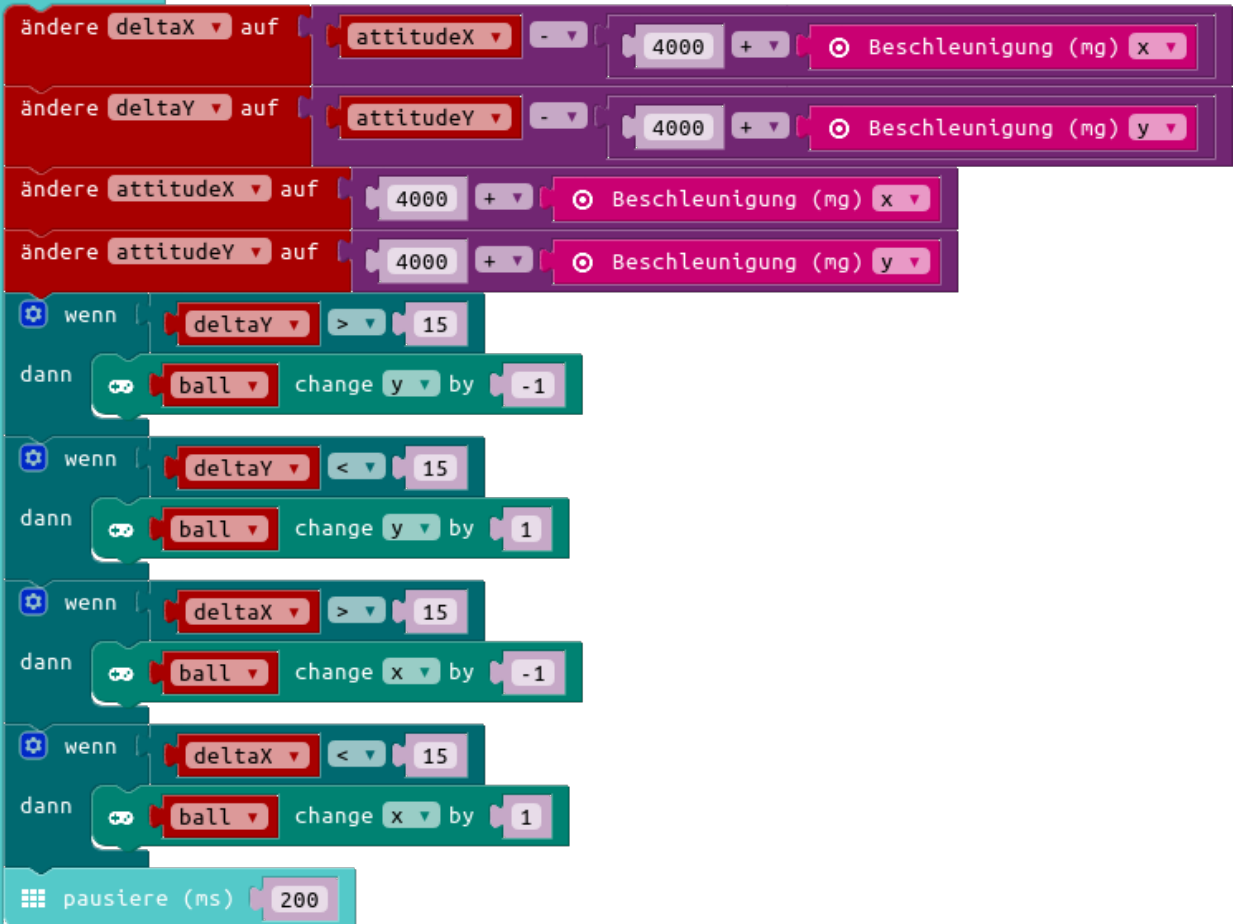 ändere deltaX ▼ auf attitudeX ▼ - ▼ 4000 + ▼ Beschleunigung (mg) x ▼
ändere deltaY ▼ auf attitudeY ▼ - ▼ 4000 + ▼ Beschleunigung (mg) y ▼
ändere attitudeX ▼ auf 4000 + ▼ Beschleunigung (mg) x ▼
ändere attitudeY ▼ auf 4000 + ▼ Beschleunigung (mg) y ▼
wenn deltaY ▼ > ▼ 15
dann ball ▼ change y ▼ by -1
wenn deltaY ▼ < ▼ 15
dann ball ▼ change y ▼ by 1
wenn deltaX ▼ > ▼ 15
dann ball ▼ change x ▼ by -1
wenn deltaX ▼ < ▼ 15
dann ball ▼ change x ▼ by 1
pausiere (ms) 200